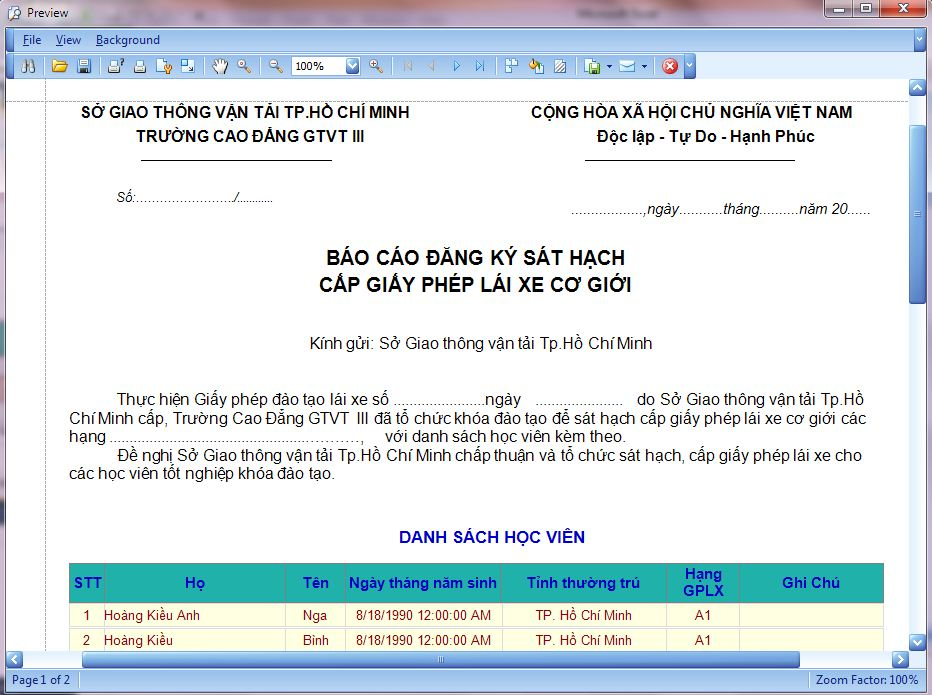 Preview
File View Background
100%
SỞ GIAO THÔNG VẬN TẢI TP.HỒ CHÍ MINH
CỘNG HÒA XÃ HỘI CHỦ NGHĨA VIỆT NAM
TRƯỜNG CAO ĐẲNG GTVT III
Độc lập - Tự Do - Hạnh Phúc
Số:......................../...........
..................,ngày...........tháng..........năm 20......
BÁO CÁO ĐĂNG KÝ SÁT HẠCH
CẤP GIẤY PHÉP LÁI XE CƠ GIỚI
Kính gửi: Sở Giao thông vận tải Tp.Hồ Chí Minh
Thực hiện Giấy phép đào tạo lái xe số .......................ngày ...................... do Sở Giao thông vận tải Tp.Hồ
Chí Minh cấp, Trường Cao Đẳng GTVT III đã tổ chức khóa đào tạo để sát hạch cấp giấy phép lái xe cơ giới các
hạng ..............................................................., với danh sách học viên kèm theo.
Đề nghị Sở Giao thông vận tải Tp.Hồ Chí Minh chấp thuận và tổ chức sát hạch, cấp giấy phép lái xe cho
các học viên tốt nghiệp khóa đào tạo.
DANH SÁCH HỌC VIÊN
STT Họ Tên Ngày tháng năm sinh Tỉnh thường trú Hạng GPLX Ghi Chú
1 Hoàng Kiều Anh Nga 8/18/1990 12:00:00 AM TP. Hồ Chí Minh A1
2 Hoàng Kiều Bình 8/18/1990 12:00:00 AM TP. Hồ Chí Minh A1
Page 1 of 2
Zoom Factor: 100%